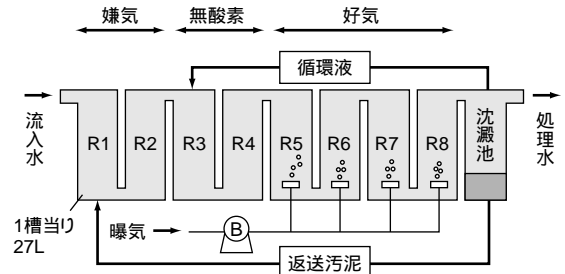 嫌気
無酸素
好気
循環液
流入水
R1
R2
R3
R4
R5
R6
R7
R8
沈澱池
処理水
1槽当り
27L
曝気
B
返送汚泥